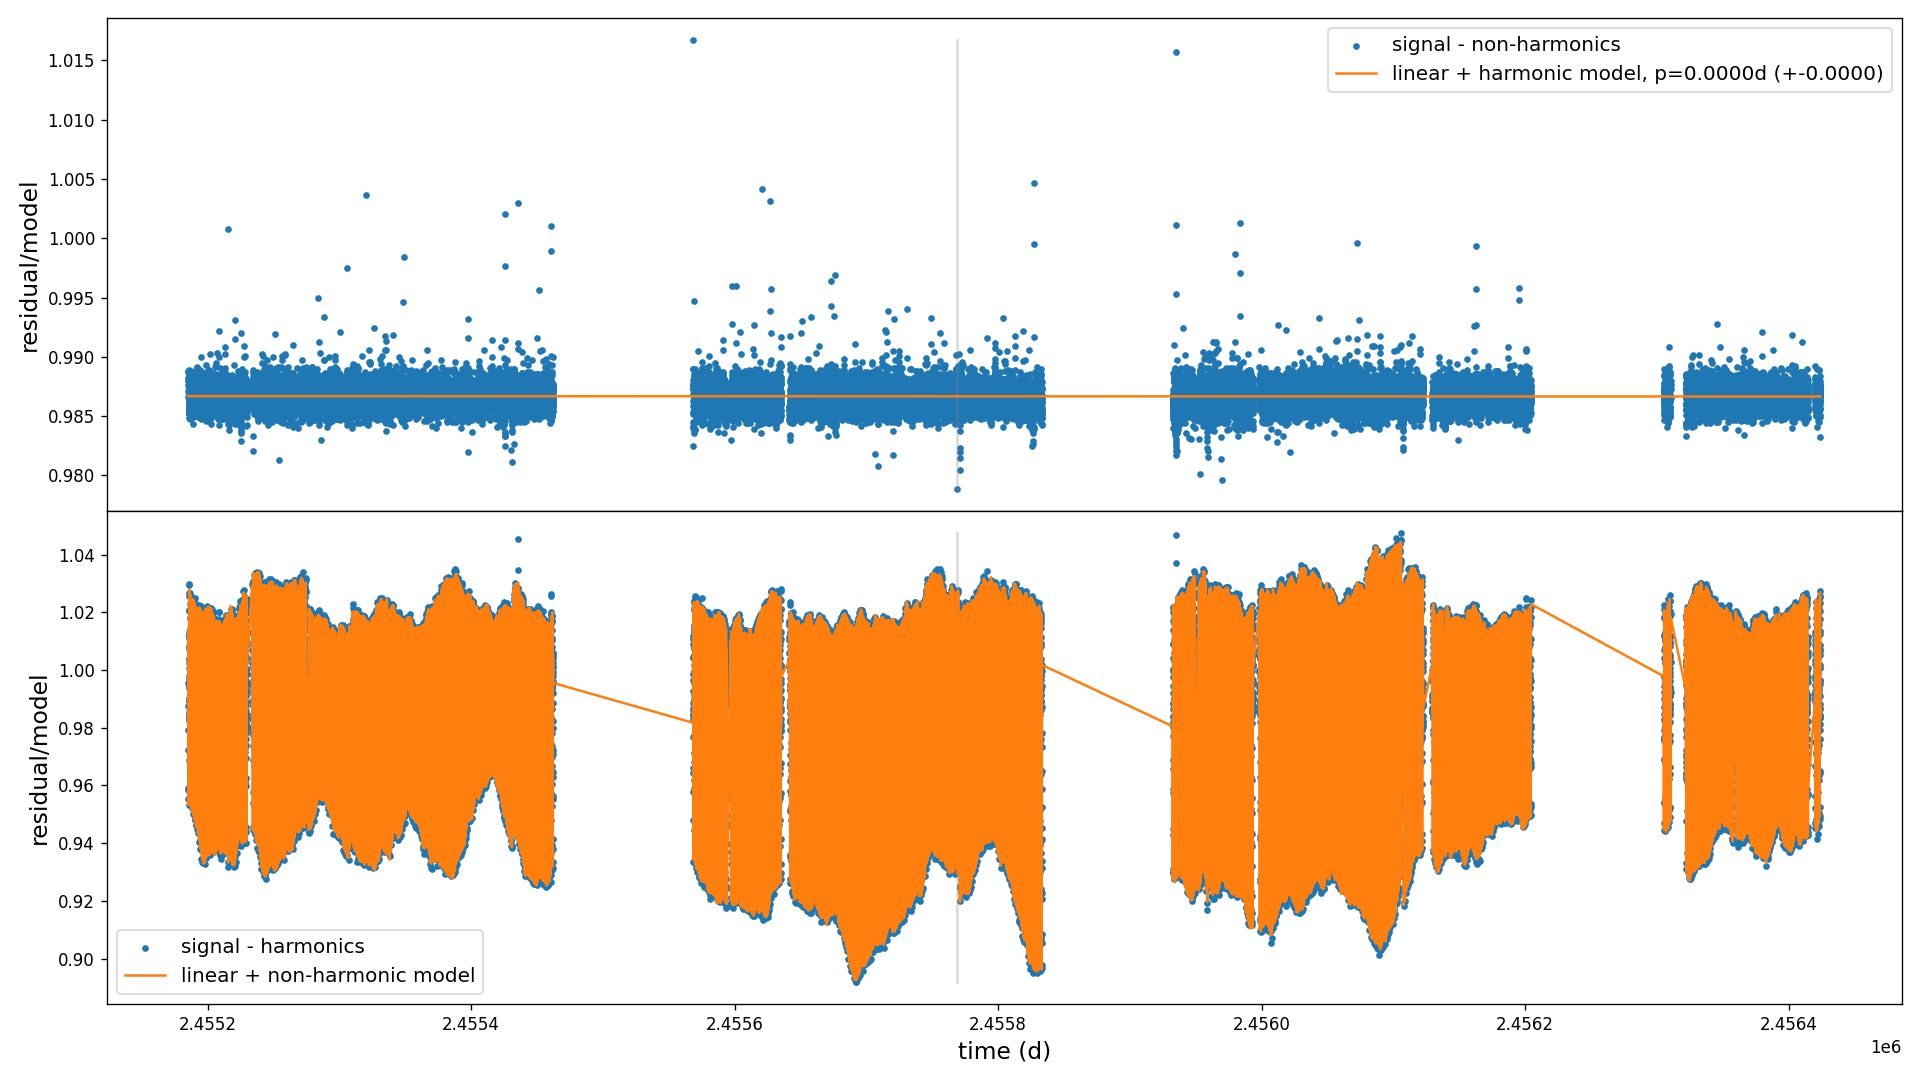 signal - non-harmonics
linear + harmonic model, p=0.0000d (+-0.0000)
residual/model
1.015
1.010
1.005
1.000
0.995
0.990
0.985
0.980
residual/model
1.04
1.02
1.00
0.98
0.96
0.94
0.92
0.90
signal - harmonics
linear + non-harmonic model
2.4552
2.4554
2.4556
2.4558
2.4560
2.4562
2.4564
time (d)
1e6